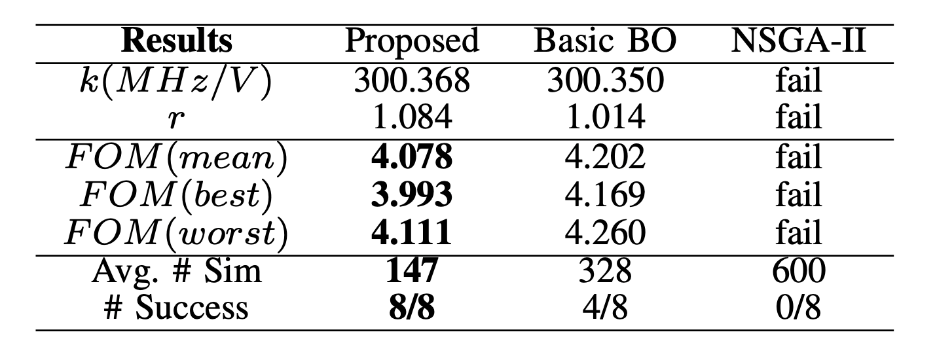 Results Proposed Basic BO NSGA-II
k(MHz/V) 300.368 300.350 fail
r 1.084 1.014 fail
FOM(mean) 4.078 4.202 fail
FOM(best) 3.993 4.169 fail
FOM(worst) 4.111 4.260 fail
Avg. # Sim 147 328 600
# Success 8/8 4/8 0/8